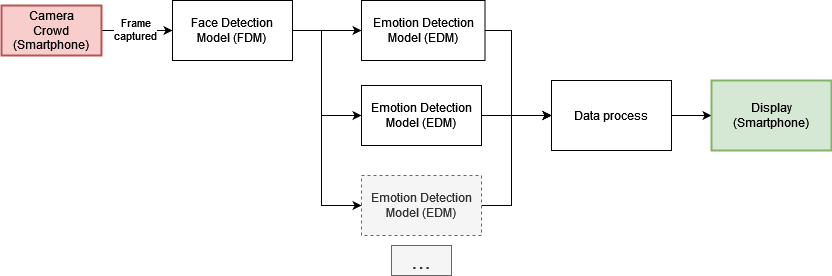 Camera
Crowd
(Smartphone)
Frame
captured
Face Detection
Model (FDM)
Emotion Detection
Model (EDM)
Emotion Detection
Model (EDM)
Emotion Detection
Model (EDM)
...
Data process
Display
(Smartphone)